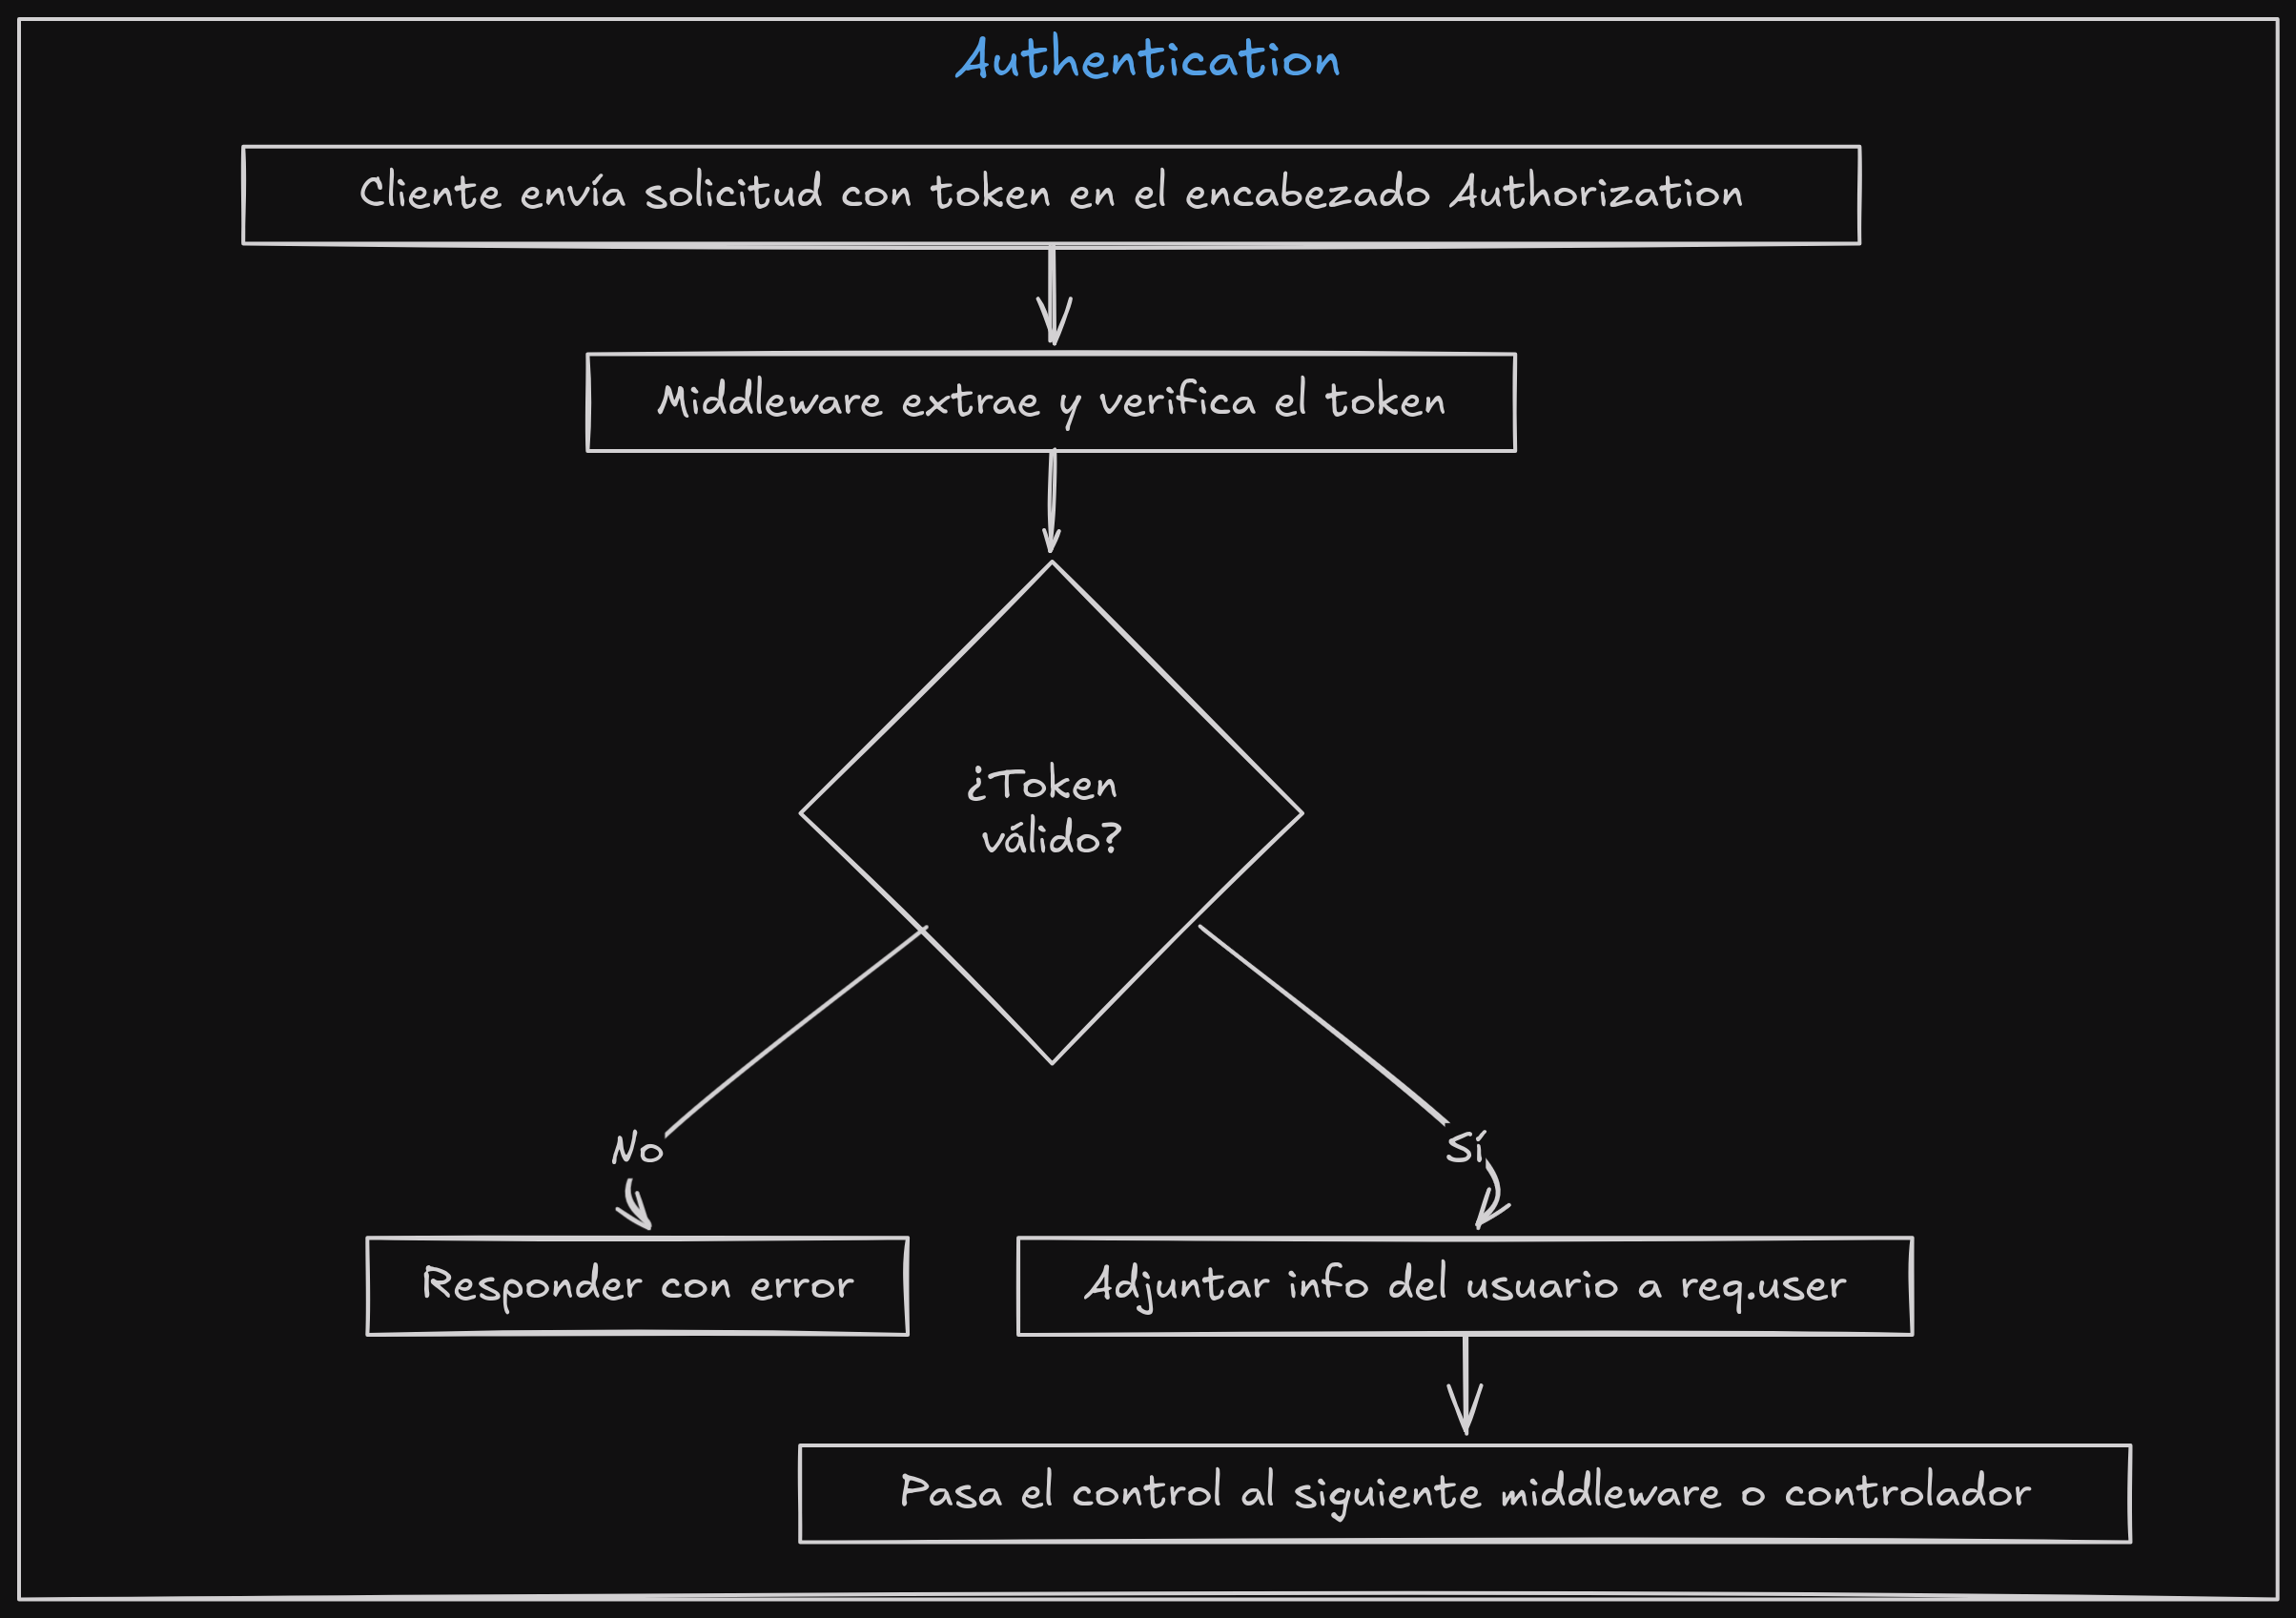 Authentication
Cliente envía solicitud con token en el encabezado Authorization
Middleware extrae y verifica el token
¿Token
válido?
No
Sí
Responder con error
Adjuntar info del usuario a req.user
Pasa el control al siguiente middleware o controlador